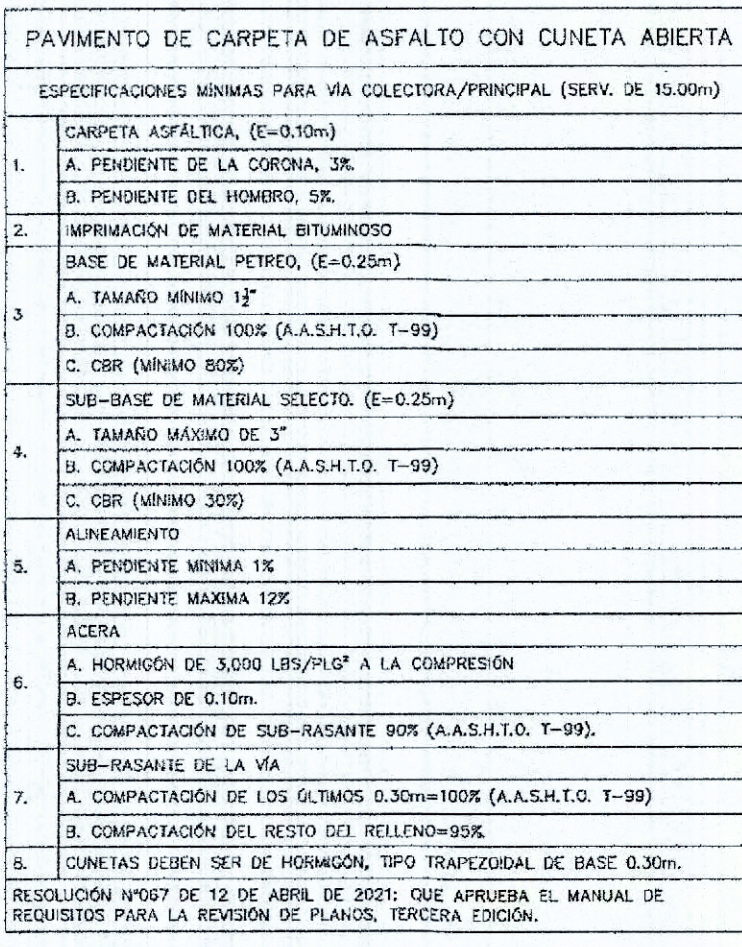 PAVIMENTO DE CARPETA DE ASFALTO CON CUNETA ABIERTA
ESPECIFICACIONES MÍNIMAS PARA VÍA COLECTORA/PRINCIPAL (SERV. DE 15.00m)
CARPETA ASFÁLTICA, (E=0.10m)
1. A. PENDIENTE DE LA CORONA, 3%.
B. PENDIENTE DEL HOMBRO, 5%.
2. IMPRIMACIÓN DE MATERIAL BITUMINOSO
BASE DE MATERIAL PETREO, (E=0.25m)
A. TAMAÑO MÍNIMO 1½"
3 B. COMPACTACIÓN 100% (A.A.S.H.T.O. T-99)
C. CBR (MÍNIMO 80%)
SUB-BASE DE MATERIAL SELECTO. (E=0.25m)
A. TAMAÑO MÁXIMO DE 3"
4. B. COMPACTACIÓN 100% (A.A.S.H.T.O. T-99)
C. CBR (MÍNIMO 30%)
ALINEAMIENTO
5. A. PENDIENTE MINIMA 1%
B. PENDIENTE MAXIMA 12%
ACERA
A. HORMIGÓN DE 3,000 LBS/PLG² A LA COMPRESIÓN
6. B. ESPESOR DE 0.10m.
C. COMPACTACIÓN DE SUB-RASANTE 90% (A.A.S.H.T.O. T-99).
SUB-RASANTE DE LA VÍA
7. A. COMPACTACIÓN DE LOS ÚLTIMOS 0.30m=100% (A.A.S.H.T.O. T-99)
B. COMPACTACIÓN DEL RESTO DEL RELLENO=95%
8. CUNETAS DEBEN SER DE HORMIGÓN, TIPO TRAPEZOIDAL DE BASE 0.30m.
RESOLUCIÓN N°067 DE 12 DE ABRIL DE 2021: QUE APRUEBA EL MANUAL DE
REQUISITOS PARA LA REVISIÓN DE PLANOS, TERCERA EDICIÓN.